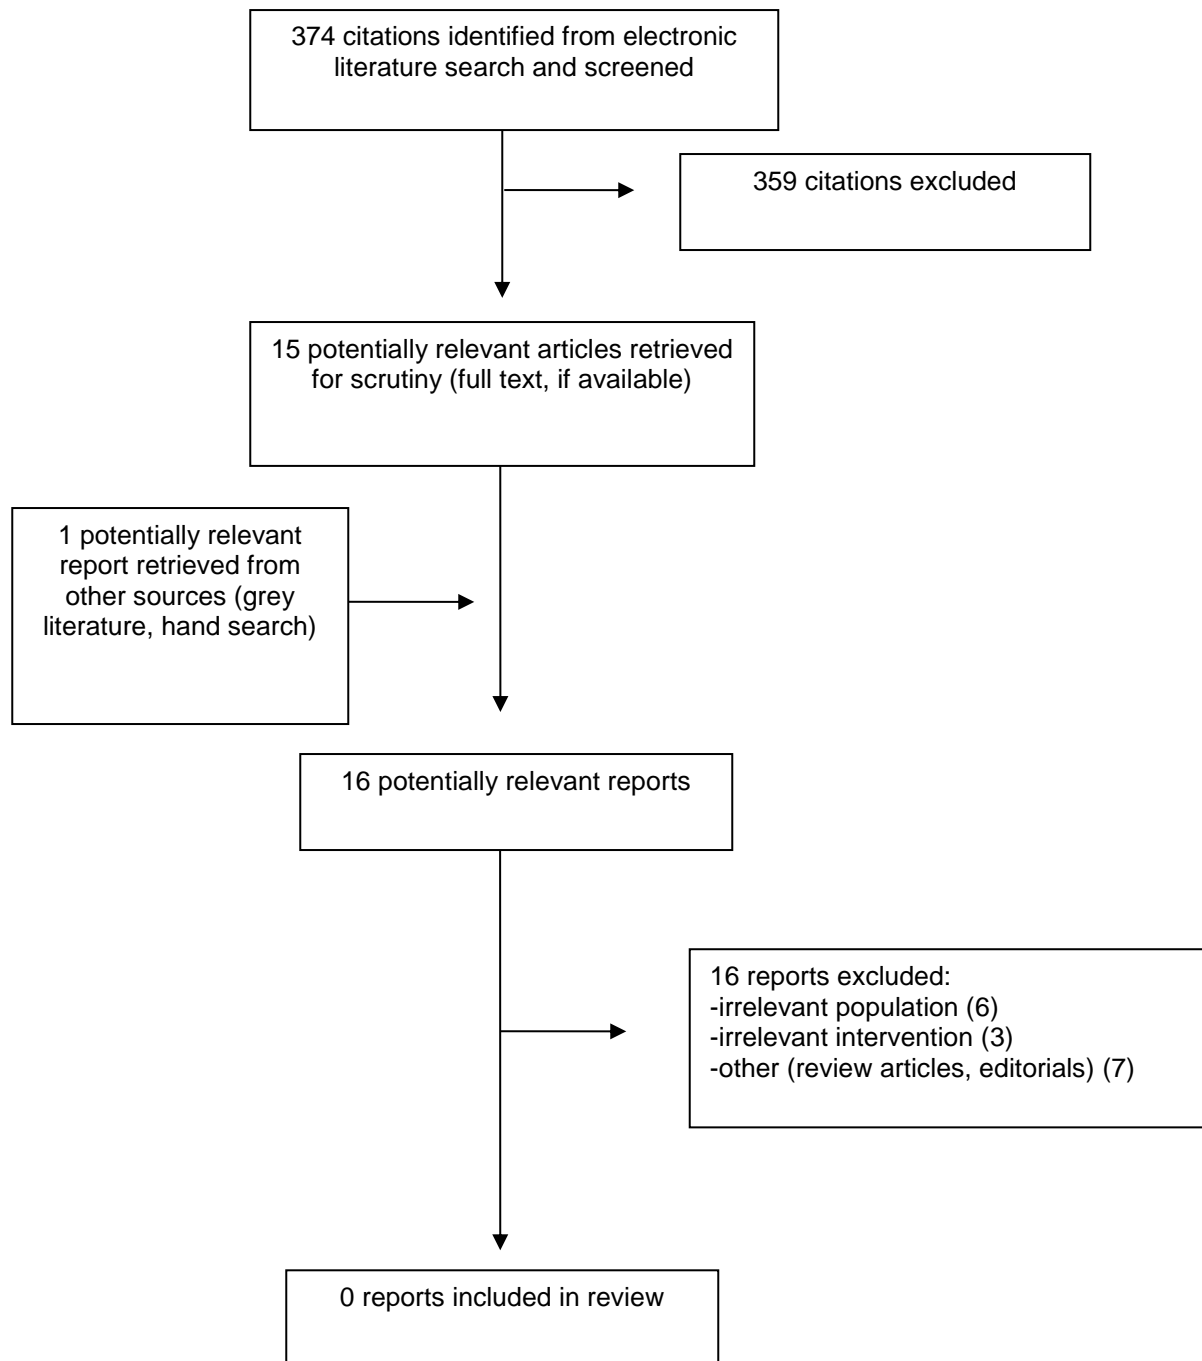 374 citations identified from electronic
literature search and screened
359 citations excluded
15 potentially relevant articles retrieved
for scrutiny (full text, if available)
1 potentially relevant
report retrieved from
other sources (grey
literature, hand search)
16 potentially relevant reports
16 reports excluded:
-irrelevant population (6)
-irrelevant intervention (3)
-other (review articles, editorials) (7)
0 reports included in review